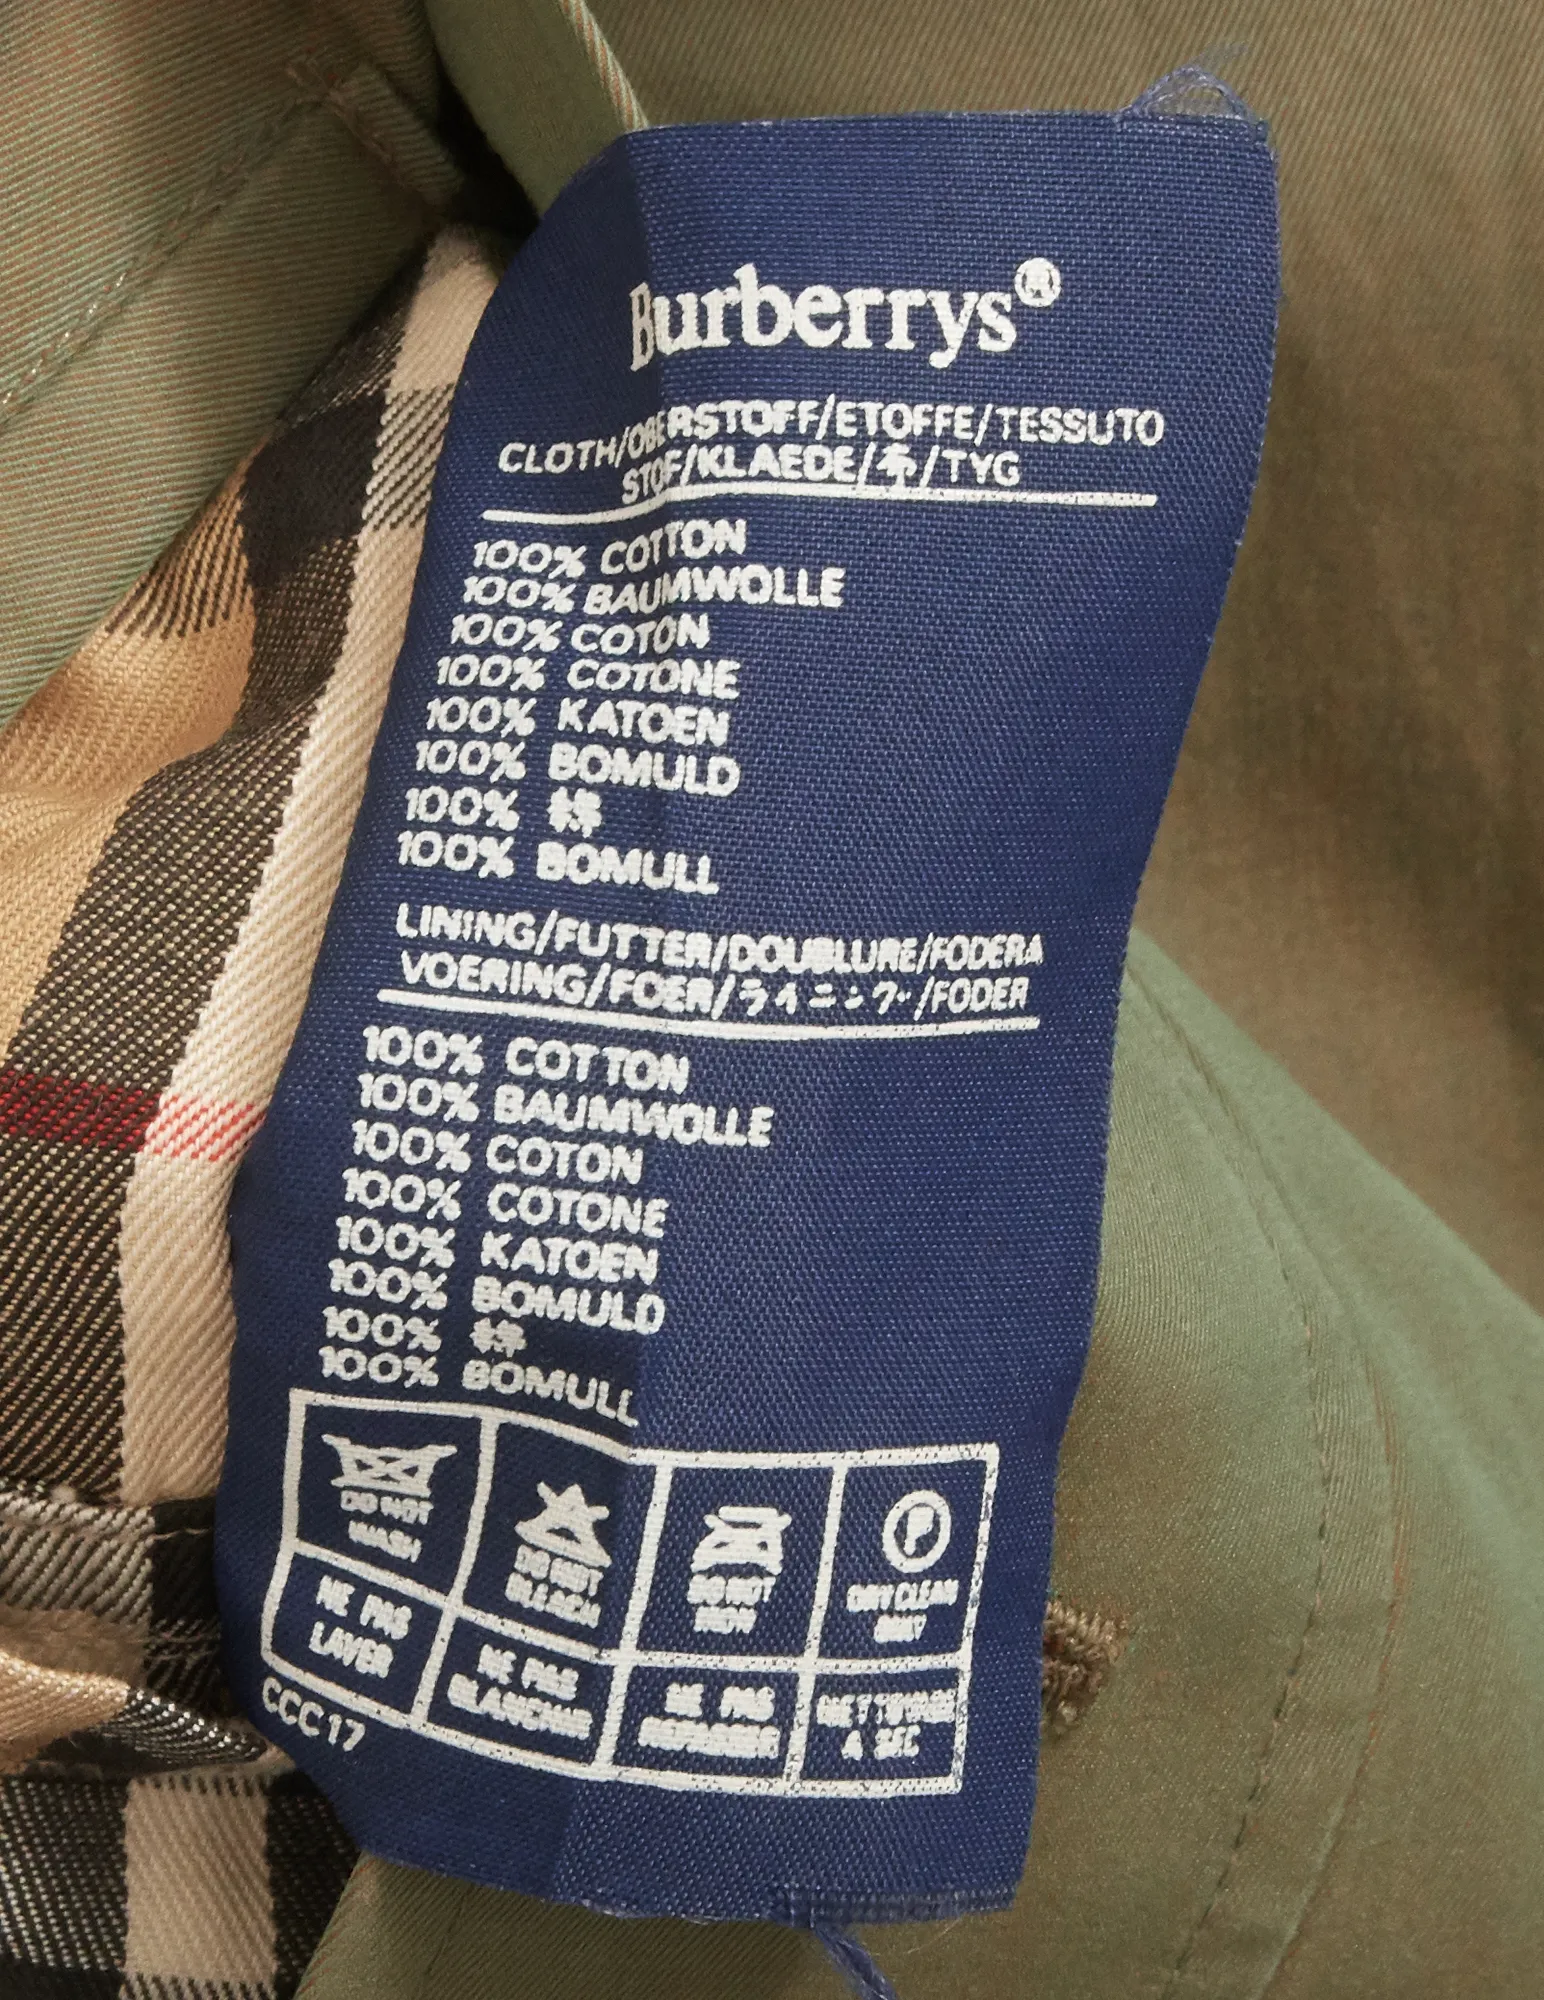 Burberrys®
CLOTH/OBERSTOFF/ETOFFE/TESSUTO
STOF/KLAEDE/布/TYG
100% COTTON
100% BAUMWOLLE
100% COTON
100% COTONE
100% KATOEN
100% BOMULD
100% 綿
100% BOMULL
LINING/FUTTER/DOUBLURE/FODERA
VOERING/FOER/ライニング/FODER
100% COTTON
100% BAUMWOLLE
100% COTON
100% COTONE
100% KATOEN
100% BOMULD
100% 綿
100% BOMULL
DO NOT
WASH
DO NOT
BLEACH
DO NOT
IRON
P
DRY CLEAN
ONLY
NE PAS
LAVER
NE PAS
BLANCHIR
NE PAS
REPASSER
NETTOYAGE
A SEC
CCC17